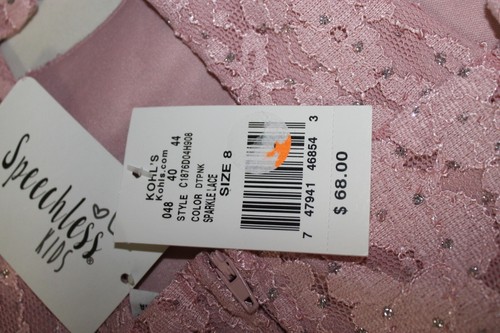 Speechless
KIDS
KOHL'S
Kohls.com
048 40 44
STYLE C1876D04H908
COLOR DTPNK
SPARKLE LACE
SIZE 8
7 47941 46854 3
$ 68.00